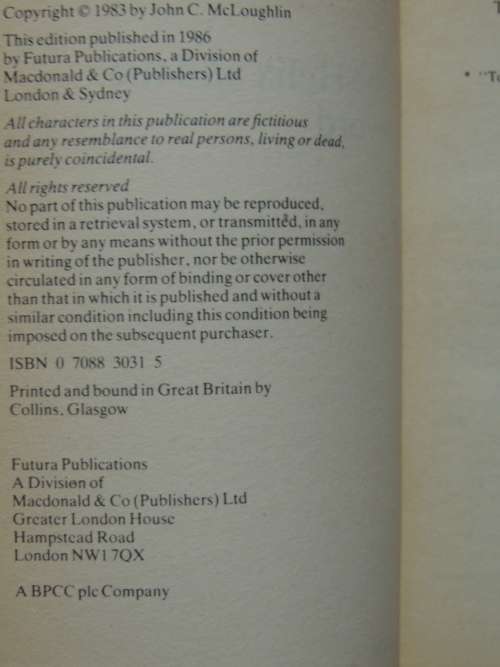 Copyright © 1983 by John C. McLoughlin
This edition published in 1986
by Futura Publications, a Division of
Macdonald & Co (Publishers) Ltd
London & Sydney
All characters in this publication are fictitious
and any resemblance to real persons, living or dead,
is purely coincidental.
All rights reserved
No part of this publication may be reproduced,
stored in a retrieval system, or transmitted, in any
form or by any means without the prior permission
in writing of the publisher, nor be otherwise
circulated in any form of binding or cover other
than that in which it is published and without a
similar condition including this condition being
imposed on the subsequent purchaser.
ISBN 0 7088 3031 5
Printed and bound in Great Britain by
Collins, Glasgow
Futura Publications
A Division of
Macdonald & Co (Publishers) Ltd
Greater London House
Hampstead Road
London NW1 7QX
A BPCC plc Company